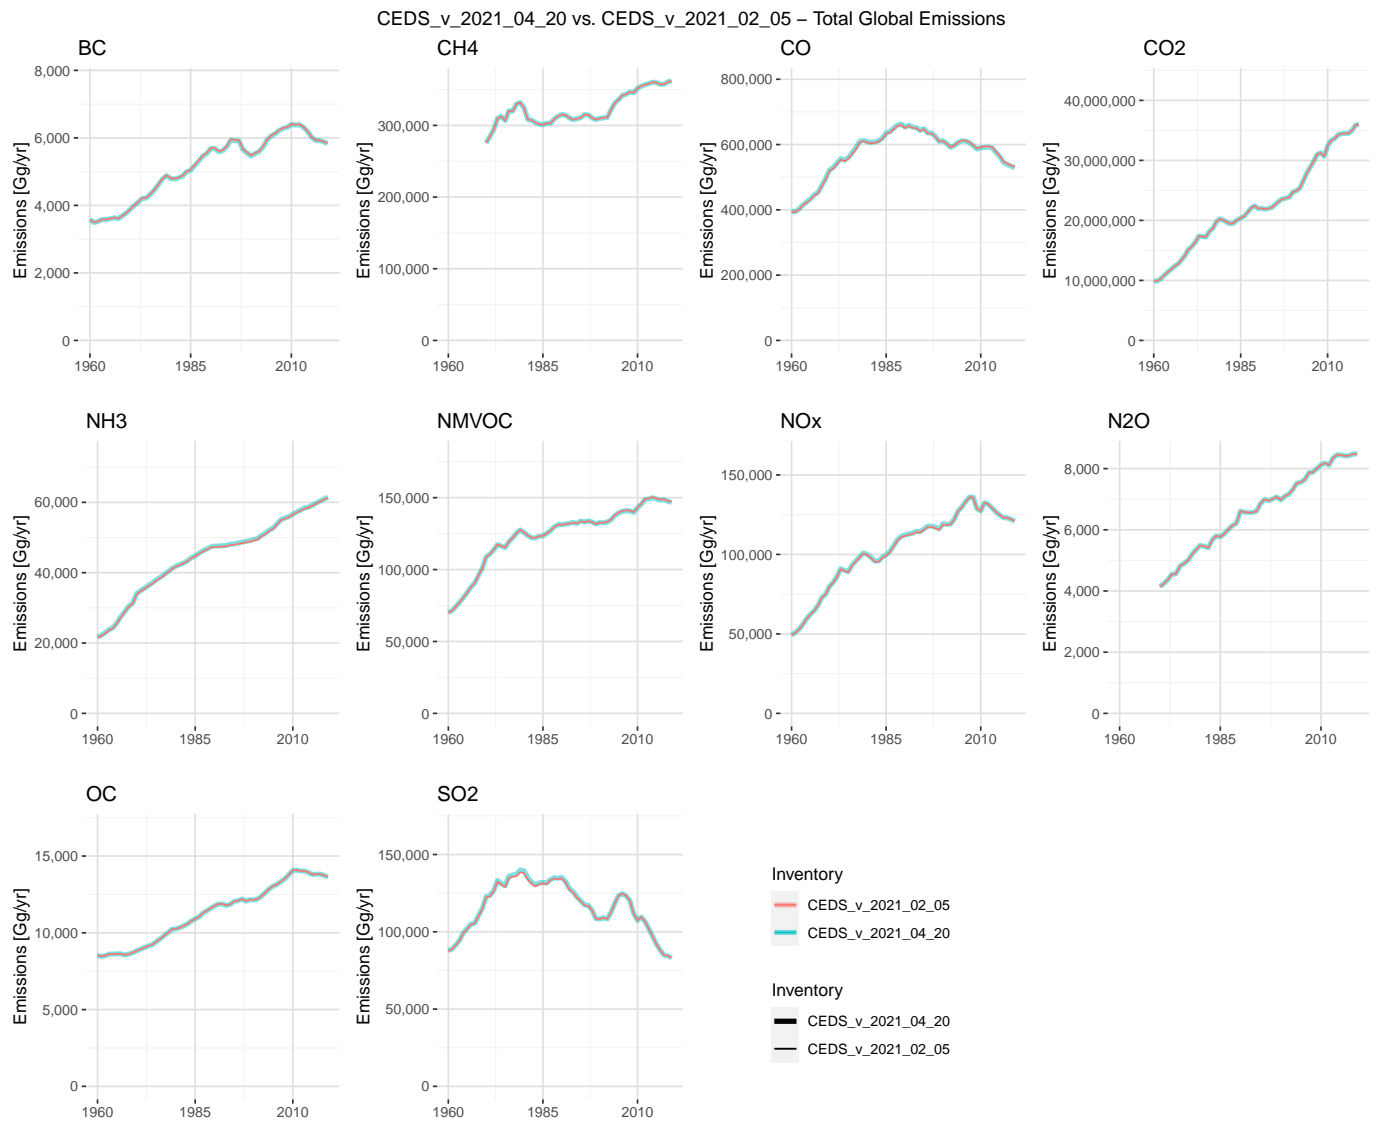 CEDS_v_2021_04_20 vs. CEDS_v_2021_02_05 – Total Global Emissions
BC
Emissions [Gg/yr]
8,000
6,000
4,000
2,000
0
1960 1985 2010
CH4
Emissions [Gg/yr]
300,000
200,000
100,000
0
1960 1985 2010
CO
Emissions [Gg/yr]
800,000
600,000
400,000
200,000
0
1960 1985 2010
CO2
Emissions [Gg/yr]
40,000,000
30,000,000
20,000,000
10,000,000
0
1960 1985 2010
NH3
Emissions [Gg/yr]
60,000
40,000
20,000
0
1960 1985 2010
NMVOC
Emissions [Gg/yr]
150,000
100,000
50,000
0
1960 1985 2010
NOx
Emissions [Gg/yr]
150,000
100,000
50,000
0
1960 1985 2010
N2O
Emissions [Gg/yr]
8,000
6,000
4,000
2,000
0
1960 1985 2010
OC
Emissions [Gg/yr]
15,000
10,000
5,000
0
1960 1985 2010
SO2
Emissions [Gg/yr]
150,000
100,000
50,000
0
1960 1985 2010
Inventory
CEDS_v_2021_02_05
CEDS_v_2021_04_20
Inventory
CEDS_v_2021_04_20
CEDS_v_2021_02_05